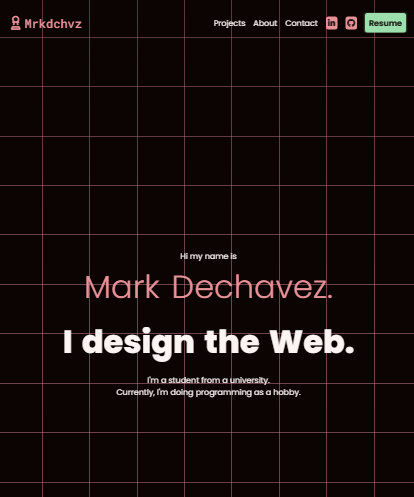 Mrkdchvz
Projects About Contact in Resume
Hi my name is
Mark Dechavez.
I design the Web.
I'm a student from a university.
Currently, I'm doing programming as a hobby.